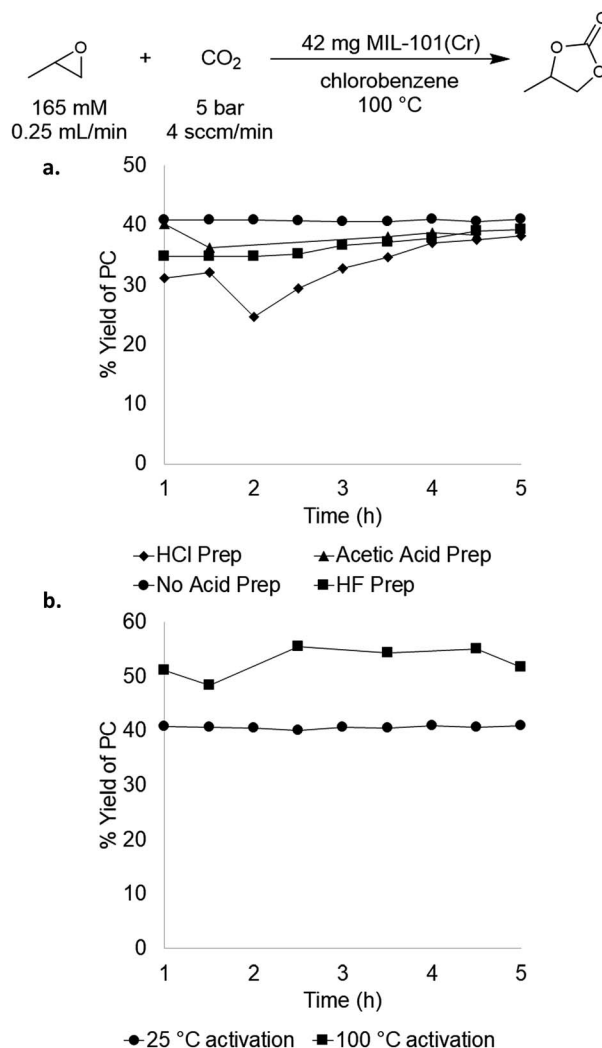 O
O
+ CO2 42 mg MIL-101(Cr) O
165 mM 5 bar chlorobenzene O
0.25 mL/min 4 sccm/min 100 °C
a.
50
40
30
20
10
0
% Yield of PC
1 2 3 4 5
Time (h)
HCl Prep Acetic Acid Prep
No Acid Prep HF Prep
b.
60
50
40
30
20
10
0
% Yield of PC
1 2 3 4 5
Time (h)
25 °C activation 100 °C activation